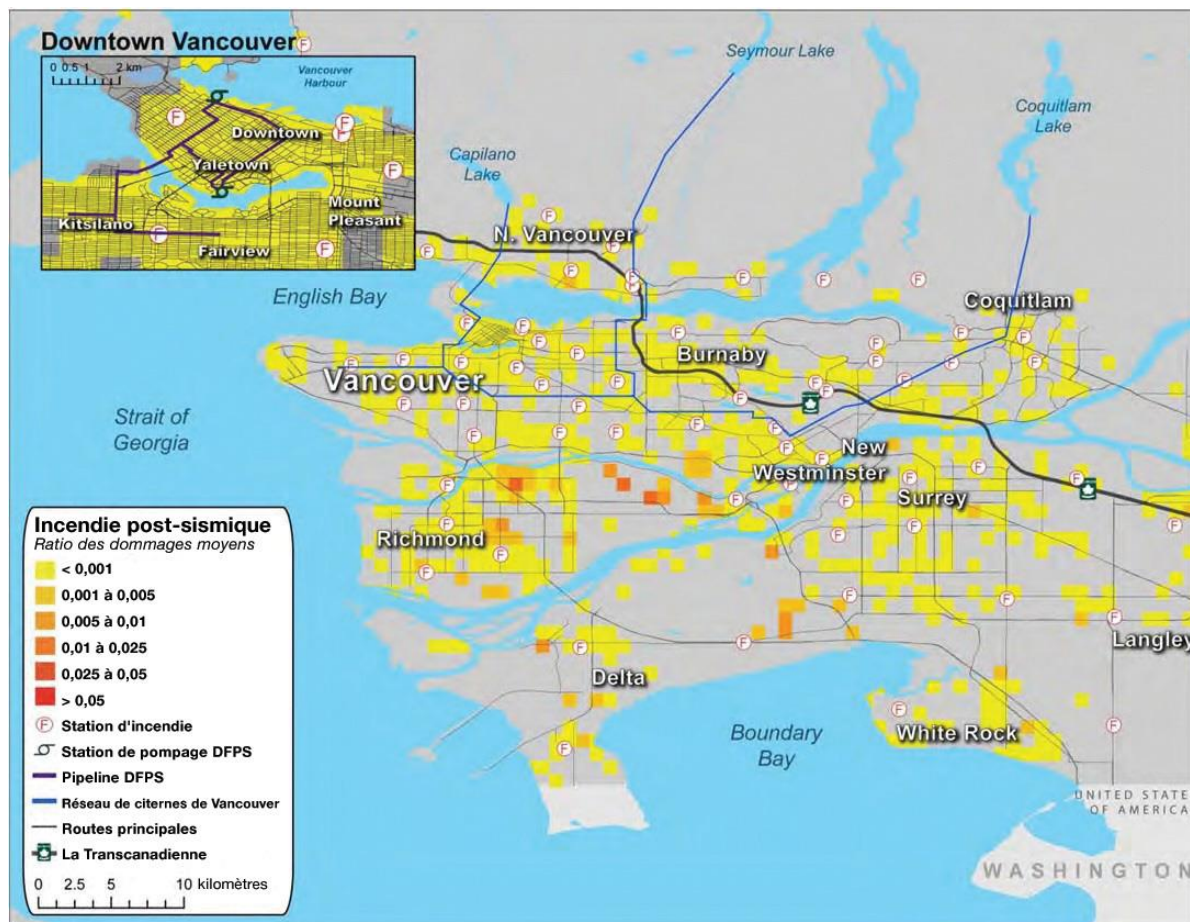 Downtown Vancouver
0 0.5 1 2 km
Vancouver
Harbour
F
Downtown
Yaletown
Mount
Pleasant
Kitsilano
Fairview
Seymour Lake
Coquitlam
Lake
Capilano
Lake
N. Vancouver
English Bay
Coquitlam
Burnaby
Vancouver
Strait of
Georgia
New
Westminster
Surrey
Richmond
Langley
Delta
White Rock
Boundary
Bay
UNITED STATES
OF AMERICA
WASHINGTON
Incendie post-sismique
Ratio des dommages moyens
< 0,001
0,001 à 0,005
0,005 à 0,01
0,01 à 0,025
0,025 à 0,05
> 0,05
F Station d'incendie
Station de pompage DFPS
Pipeline DFPS
Réseau de citernes de Vancouver
Routes principales
La Transcanadienne
0 2.5 5 10 kilomètres